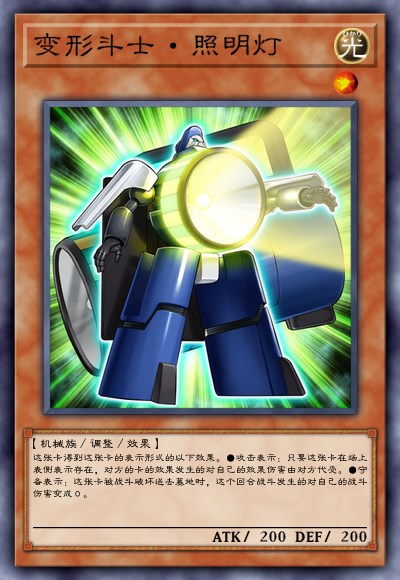 变形斗士·照明灯
光
【机械族／调整／效果】
这张卡得到这张卡的表示形式的以下效果。●攻击表示：只要这张卡在场上
表侧表示存在，对方的卡的效果发生的对自己的效果伤害由对方代受。●守
备表示：这张卡被战斗破坏送去墓地时，这个回合战斗发生的对自己的战斗
伤害变成０。
ATK/ 200 DEF/ 200